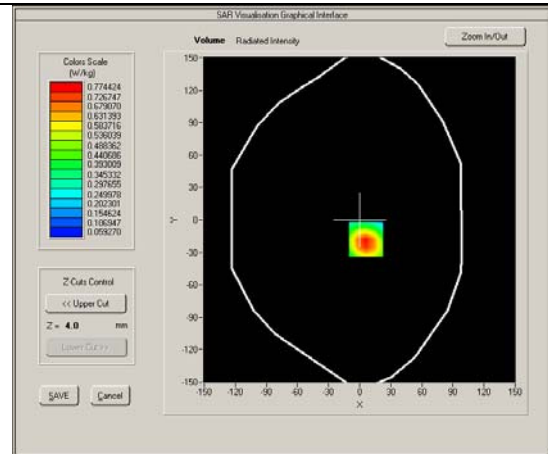 SAR Visualisation Graphical Interface
Volume Radiated Intensity
Zoom In/Out
Colors Scale
(W/kg)
0.774424
0.726747
0.679070
0.631393
0.583716
0.536039
0.488362
0.440686
0.393009
0.345332
0.297655
0.249978
0.202301
0.154624
0.106947
0.059270
Z-Cuts Control
<< Upper Cut
Z = 4.0 mm
Lower Cut >>
SAVE Cancel
150-
120-
90-
60-
30-
Y 0-
-30-
-60-
-90-
-120-
-150-
-150 -120 -90 -60 -30 0 30 60 90 120 150
X